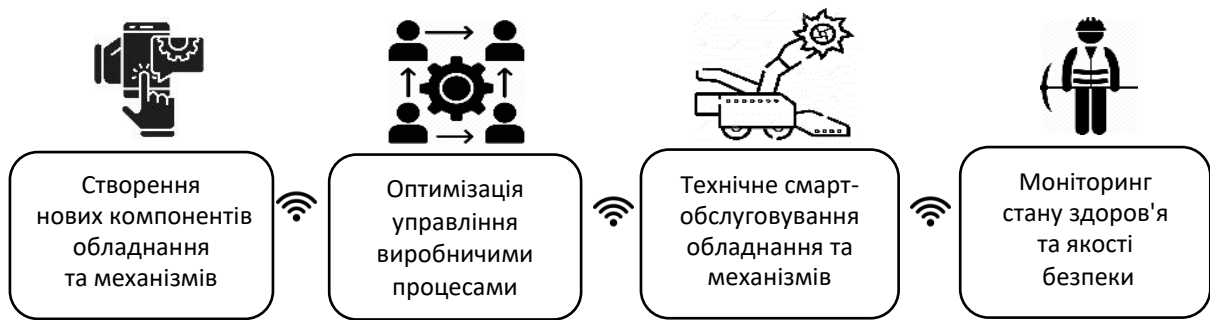 Створення
нових компонентів
обладнання
та механізмів
Оптимізація
управління
виробничими
процесами
Технічне смарт-
обслуговування
обладнання та
механізмів
Моніторинг
стану здоров'я
та якості
безпеки